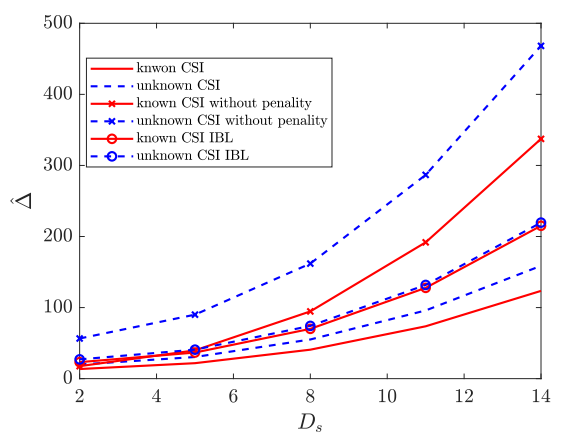 500
400
300
200
100
0
Δ̂
knwon CSI
unknown CSI
known CSI without penality
unknown CSI without penality
known CSI IBL
unknown CSI IBL
2 4 6 8 10 12 14
D_s